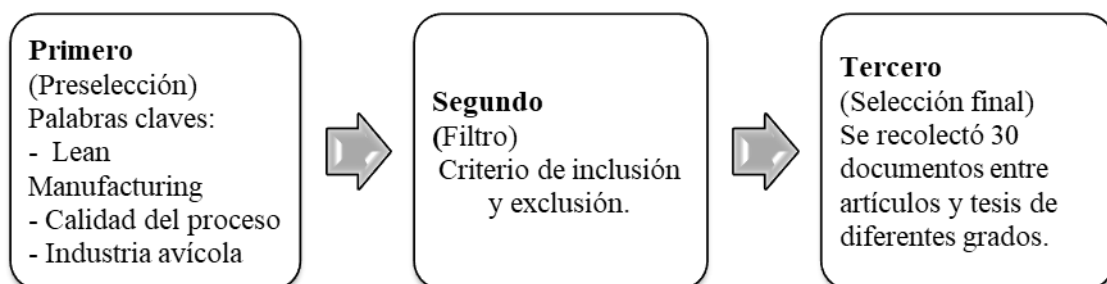 Primero
(Preselección)
Palabras claves:
- Lean
Manufacturing
- Calidad del proceso
- Industria avícola
Segundo
(Filtro)
Criterio de inclusión
y exclusión.
Tercero
(Selección final)
Se recolectó 30
documentos entre
artículos y tesis de
diferentes grados.